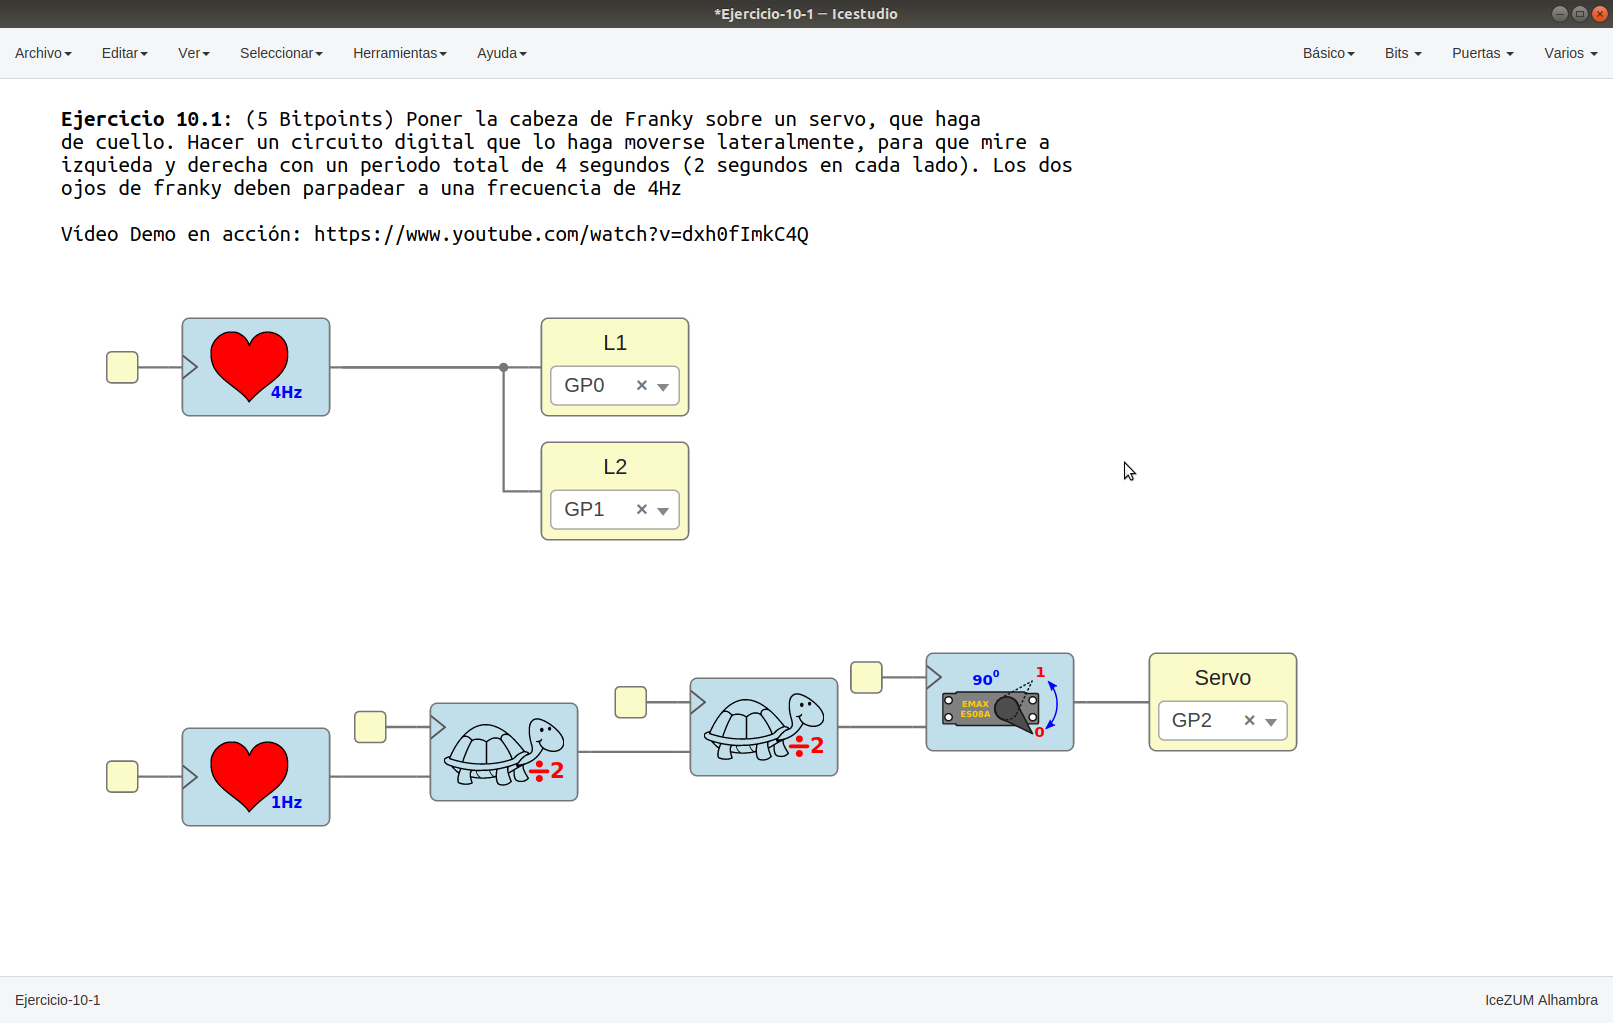 *Ejercicio-10-1 – Icestudio
Archivo Editar Ver Seleccionar Herramientas Ayuda Básico Bits Puertas Varios
Ejercicio 10.1: (5 Bitpoints) Poner la cabeza de Franky sobre un servo, que haga
de cuello. Hacer un circuito digital que lo haga moverse lateralmente, para que mire a
izquieda y derecha con un periodo total de 4 segundos (2 segundos en cada lado). Los dos
ojos de franky deben parpadear a una frecuencia de 4Hz
Vídeo Demo en acción: https://www.youtube.com/watch?v=dxh0fImkC4Q
4Hz
L1
GP0
L2
GP1
1Hz
÷2
÷2
90⁰
1
EMAX
ES08A
0
Servo
GP2
Ejercicio-10-1
IceZUM Alhambra